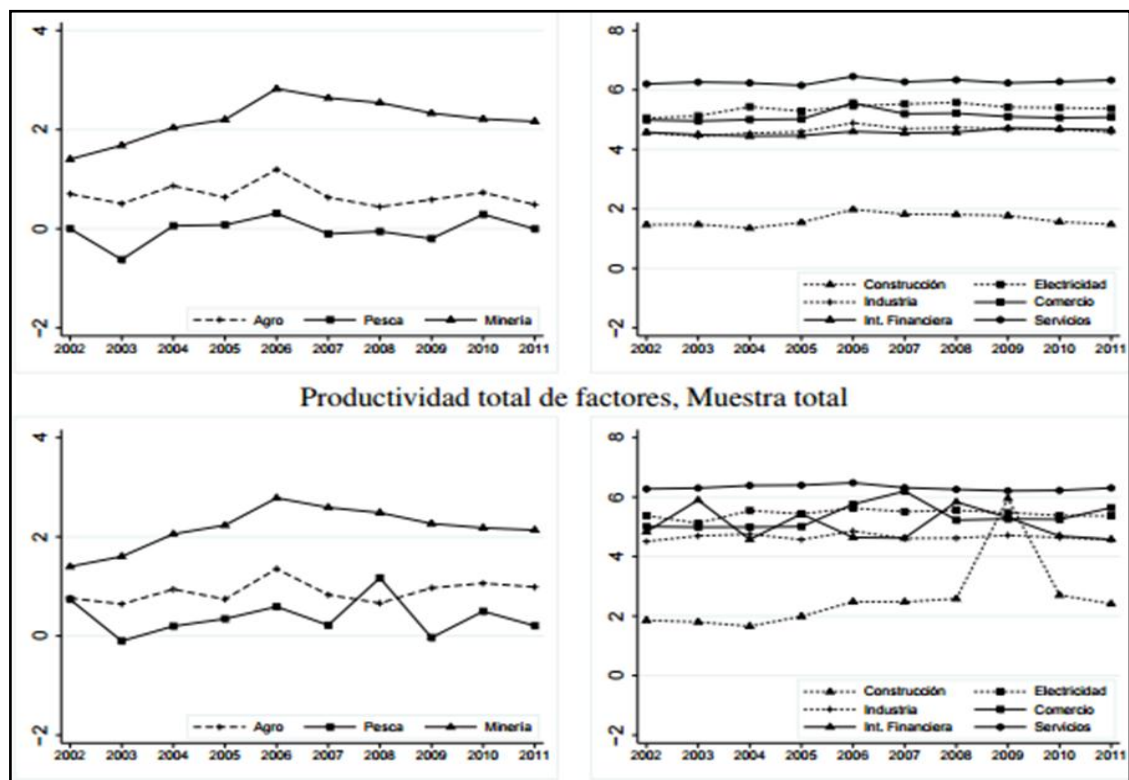 4
2
0
−2
2002 2003 2004 2005 2006 2007 2008 2009 2010 2011
Agro Pesca Minería
8
6
4
2
0
−2
2002 2003 2004 2005 2006 2007 2008 2009 2010 2011
Construcción Electricidad
Industria Comercio
Int. Financiera Servicios
Productividad total de factores, Muestra total
4
2
0
−2
2002 2003 2004 2005 2006 2007 2008 2009 2010 2011
Agro Pesca Minería
8
6
4
2
0
−2
2002 2003 2004 2005 2006 2007 2008 2009 2010 2011
Construcción Electricidad
Industria Comercio
Int. Financiera Servicios